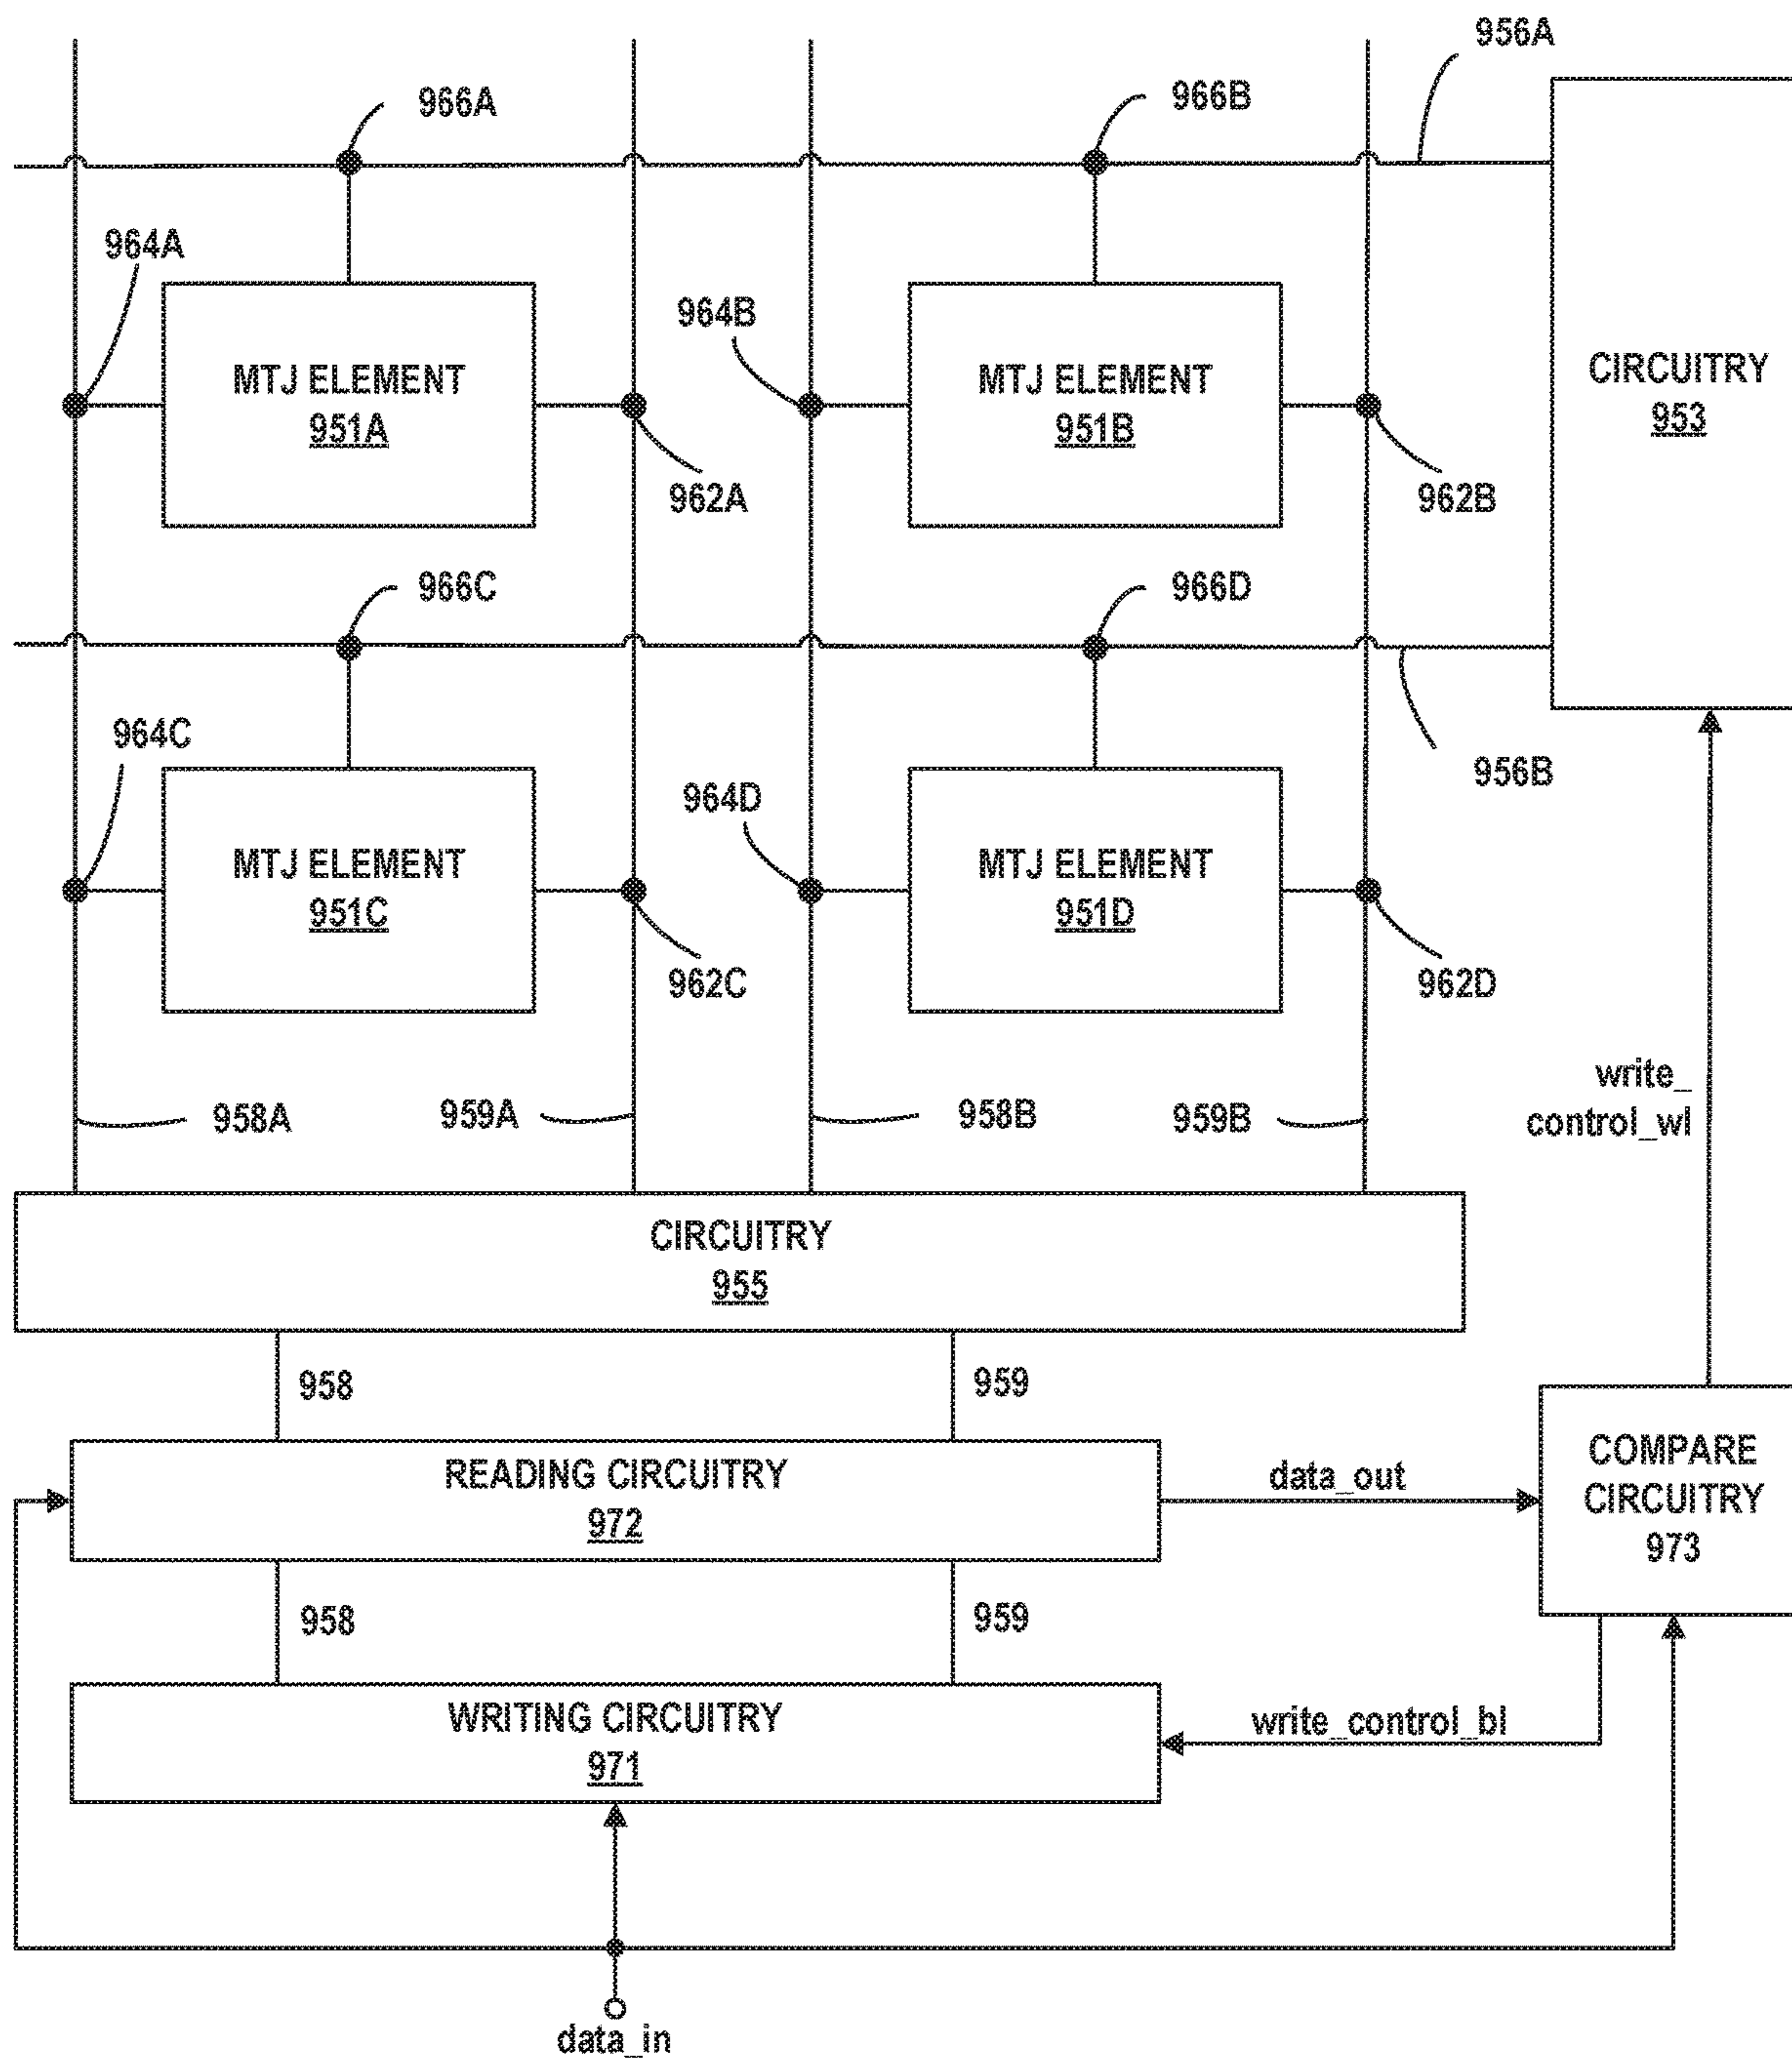 956A
966A
966B
964A
964B
MTJ ELEMENT
951A
MTJ ELEMENT
951B
CIRCUITRY
953
962A
962B
966C
966D
964C
956B
964D
MTJ ELEMENT
951C
MTJ ELEMENT
951D
962C
962D
write_
control_wl
958A
959A
958B
959B
CIRCUITRY
955
958
959
READING CIRCUITRY
972
data_out
COMPARE
CIRCUITRY
973
958
959
WRITING CIRCUITRY
971
write_control_bl
data_in